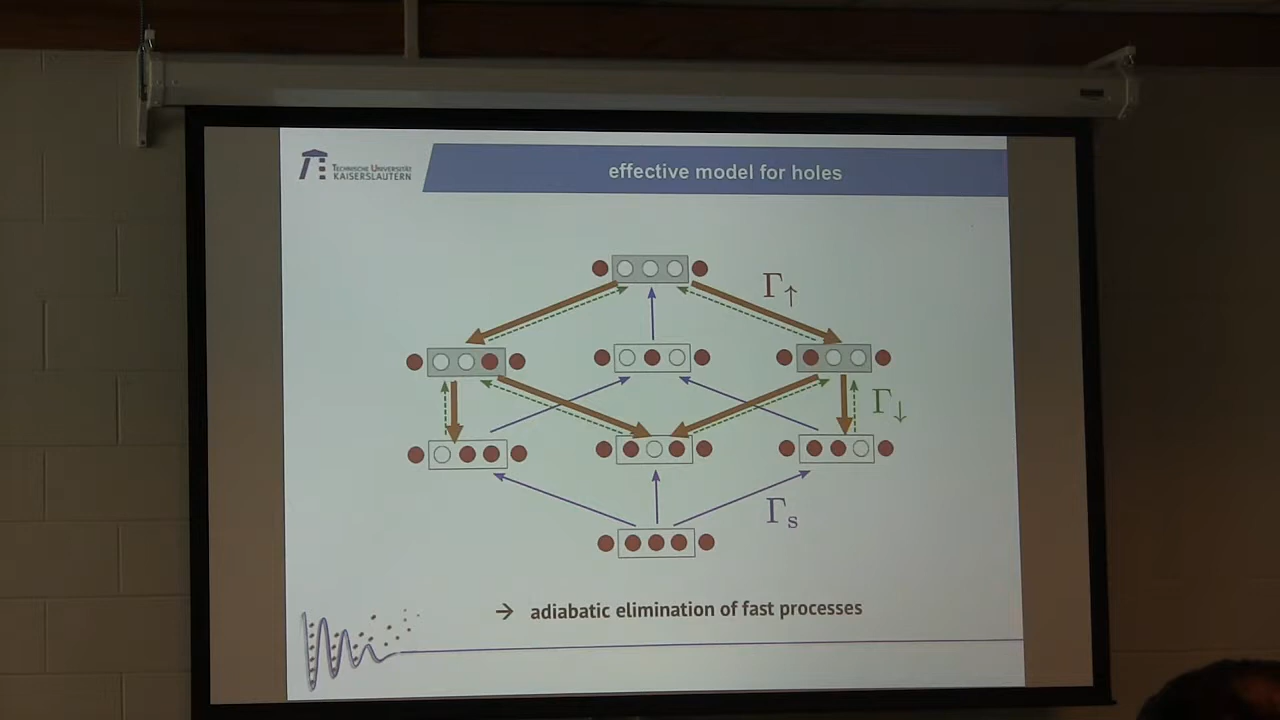 TECHNISCHE UNIVERSITÄT
KAISERSLAUTERN
effective model for holes
Γ↑
Γ↓
Γs
→ adiabatic elimination of fast processes